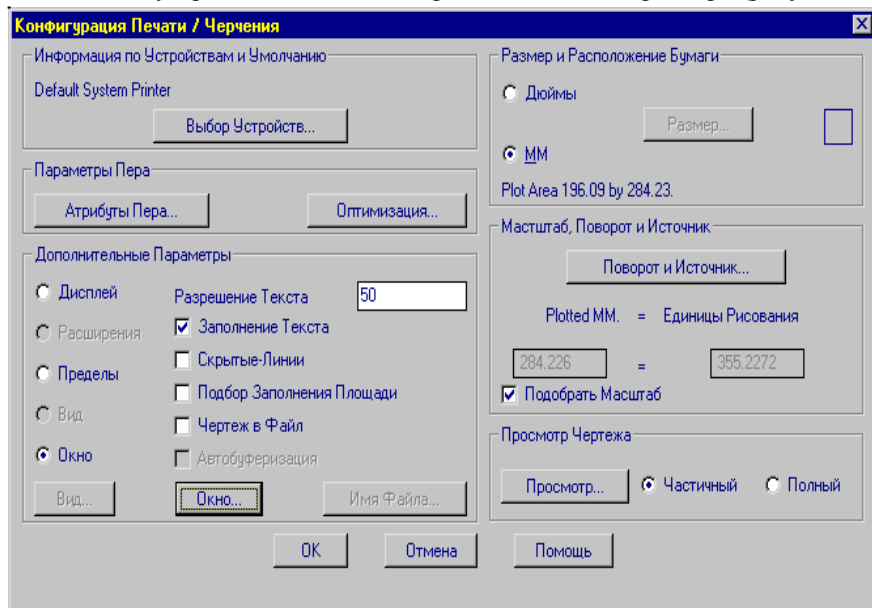 Конфигурация Печати / Черчения
Информация по Устройствам и Умолчанию
Default System Printer
Выбор Устройств...
Параметры Пера
Атрибуты Пера...
Оптимизация...
Дополнительные Параметры
Дисплей
Разрешение Текста
50
Расширения
Заполнение Текста
Пределы
Скрытые-Линии
Подбор Заполнения Площади
Вид
Чертеж в Файл
Окно
Автобуферизация
Вид...
Окно...
Имя Файла...
Размер и Расположение Бумаги
Дюймы
Размер...
ММ
Plot Area 196.09 by 284.23.
Мастштаб, Поворот и Источник
Поворот и Источник...
Plotted MM. = Единицы Рисования
284.226 = 355.2272
Подобрать Масштаб
Просмотр Чертежа
Просмотр...
Частичный
Полный
OK
Отмена
Помощь